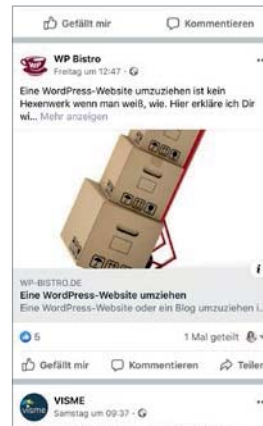 Gefällt mir Kommentieren
WP
WP Bistro
Freitag um 12:47 ·
Eine WordPress-Website umzuziehen ist kein
Hexenwerk wenn man weiß, wie. Hier erkläre ich Dir
wi... Mehr anzeigen
WP-BISTRO.DE
Eine WordPress-Website umziehen
Eine WordPress-Website oder ein Blog umzuziehen i...
5 1 Mal geteilt
Gefällt mir Kommentieren Teilen
visme
VISME
Samstag um 09:37 ·